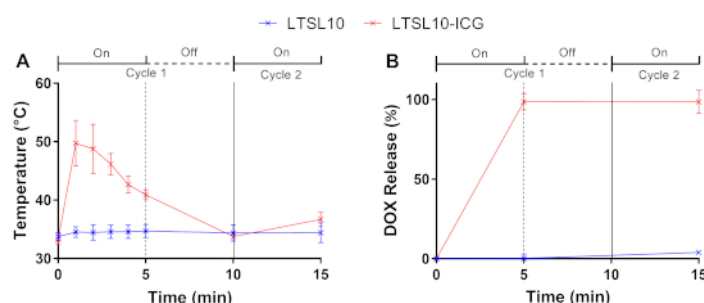 LTSL10 LTSL10-ICG
A
On Off On
Cycle 1 Cycle 2
60
50
40
30
Temperature (°C)
0 5 10 15
Time (min)
B
On Off On
Cycle 1 Cycle 2
100
50
0
DOX Release (%)
0 5 10 15
Time (min)